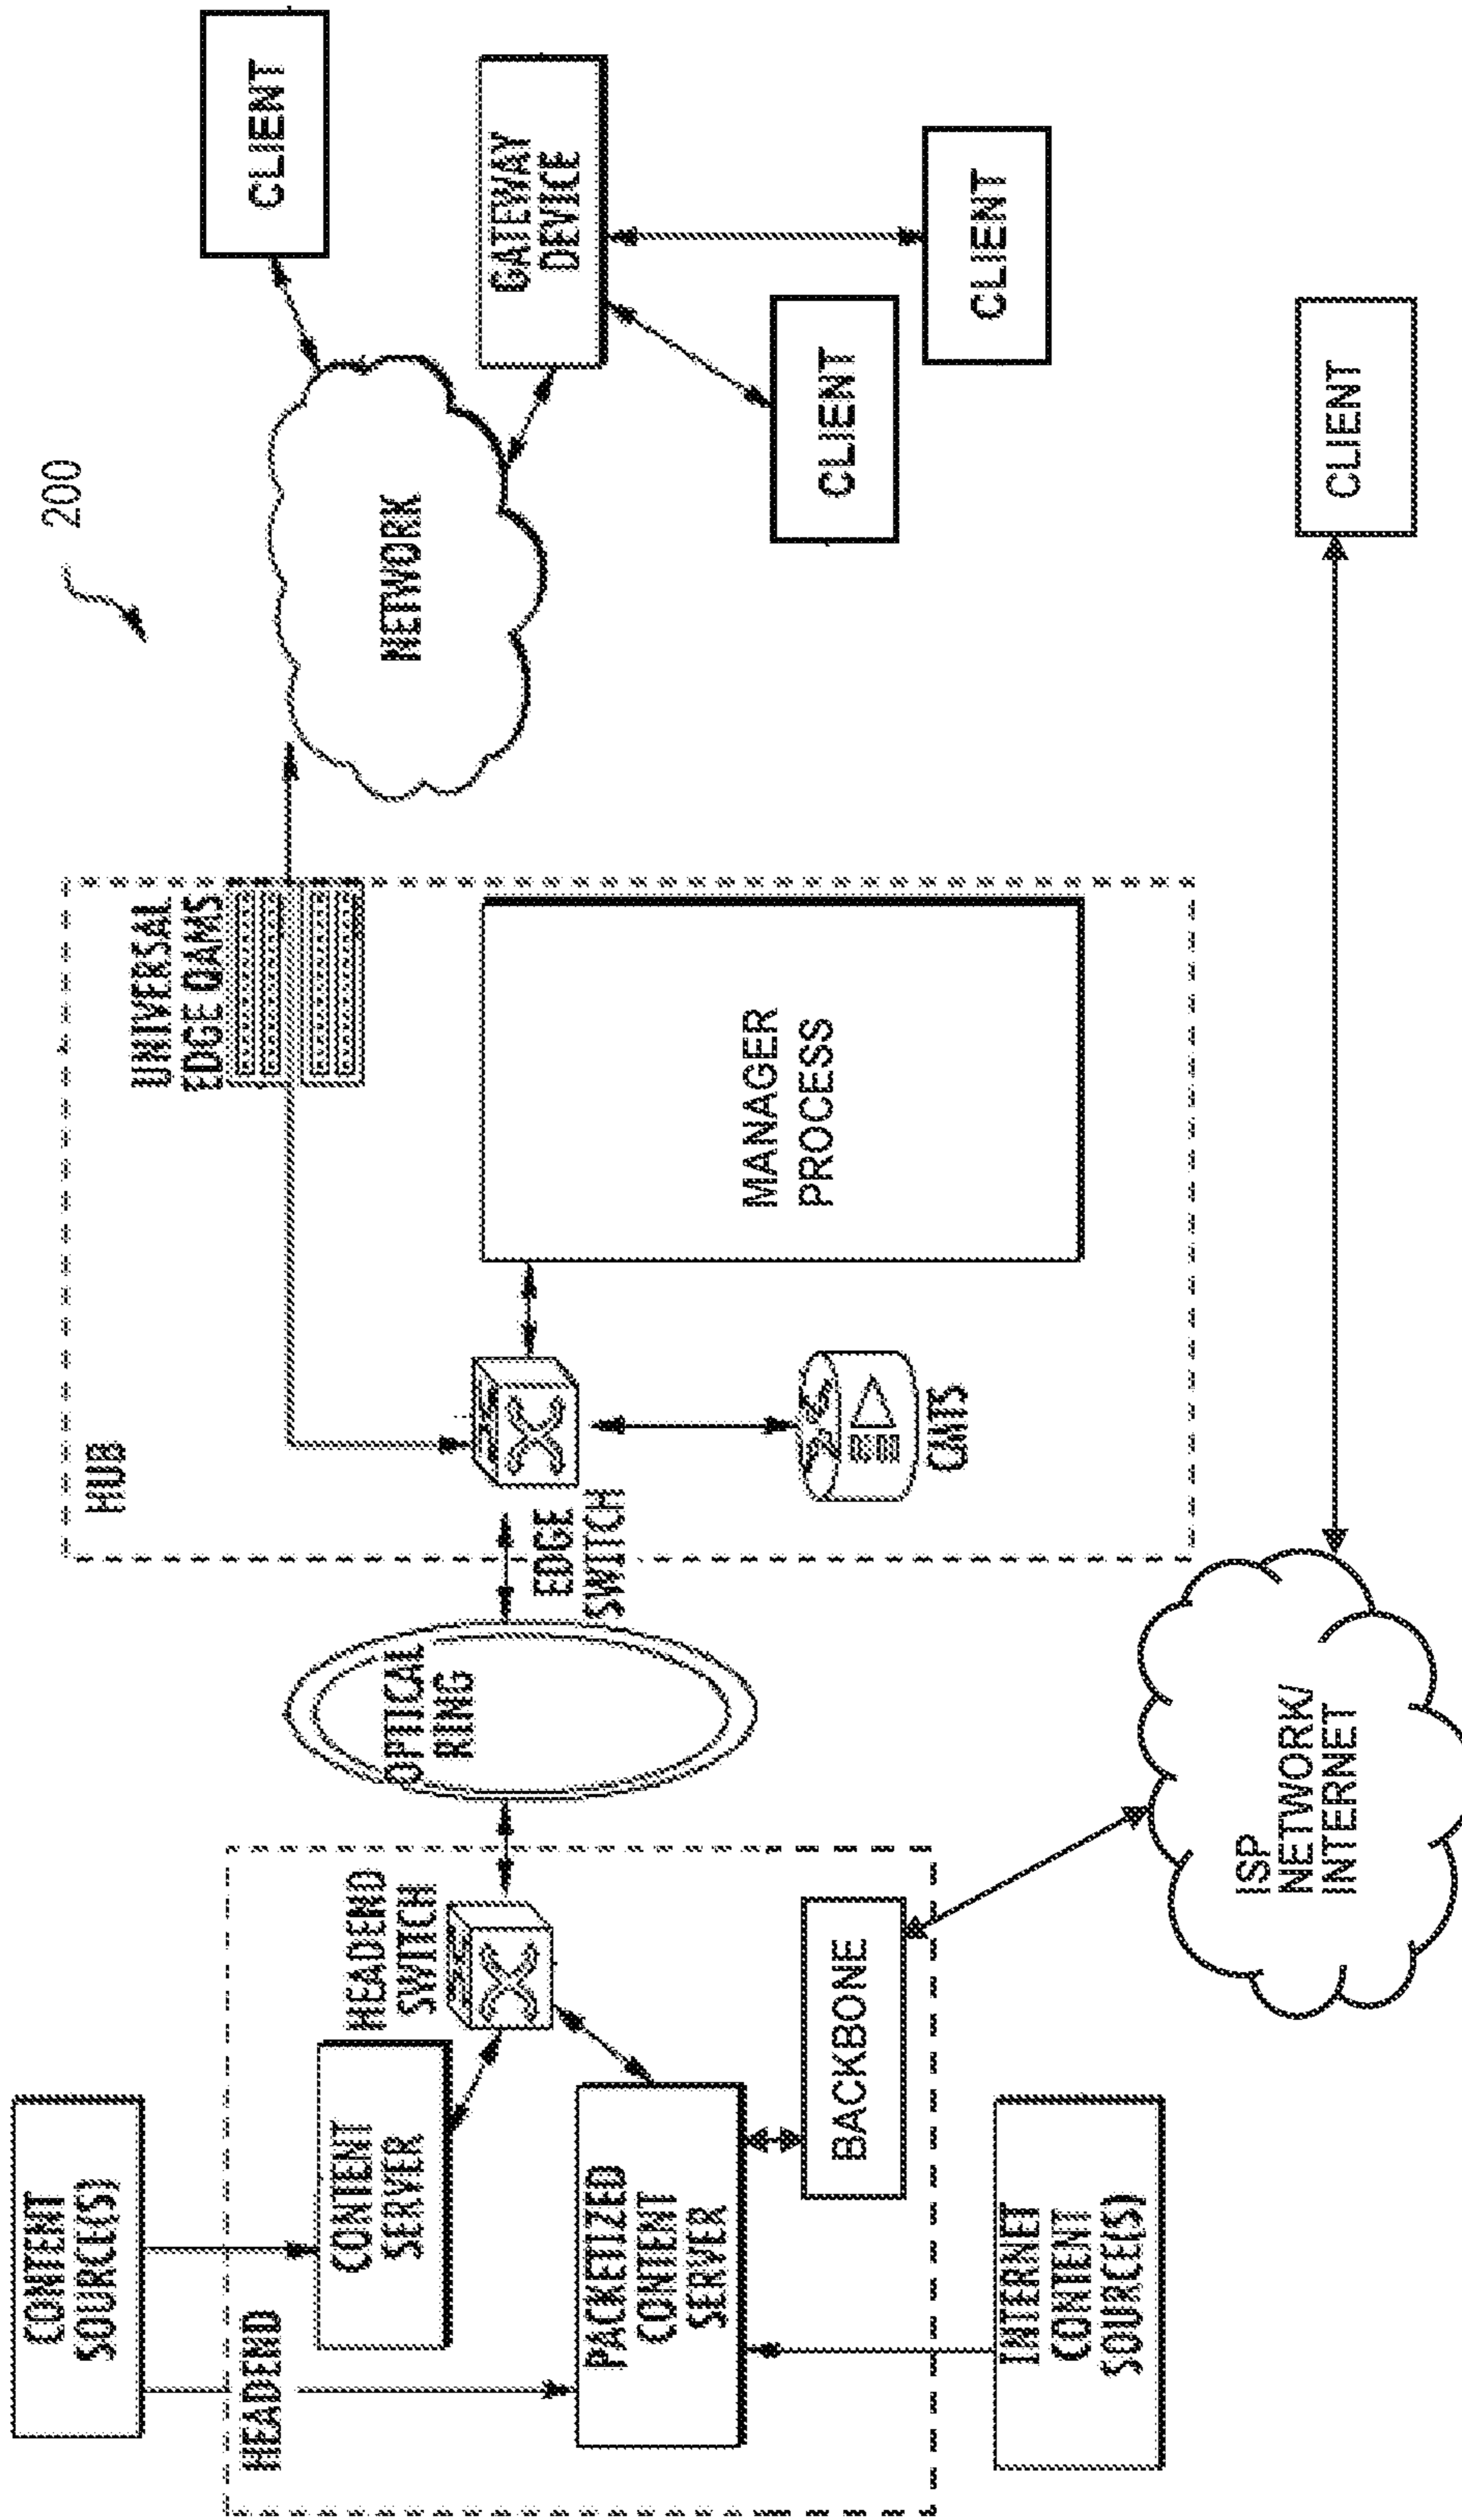 200
CONTENT
SOURCE(S)
HEADEND
CONTENT
SERVER
HEADEND
SWITCH
PACKETIZED
CONTENT
SERVER
BACKBONE
INTERNET
CONTENT
SOURCE(S)
OPTICAL
RING
HUB
EDGE
SWITCH
UNIVERSAL
EDGE QAMS
MANAGER
PROCESS
CMTS
NETWORK
CLIENT
GATEWAY
DEVICE
CLIENT
CLIENT
ISP
NETWORK/
INTERNET
CLIENT